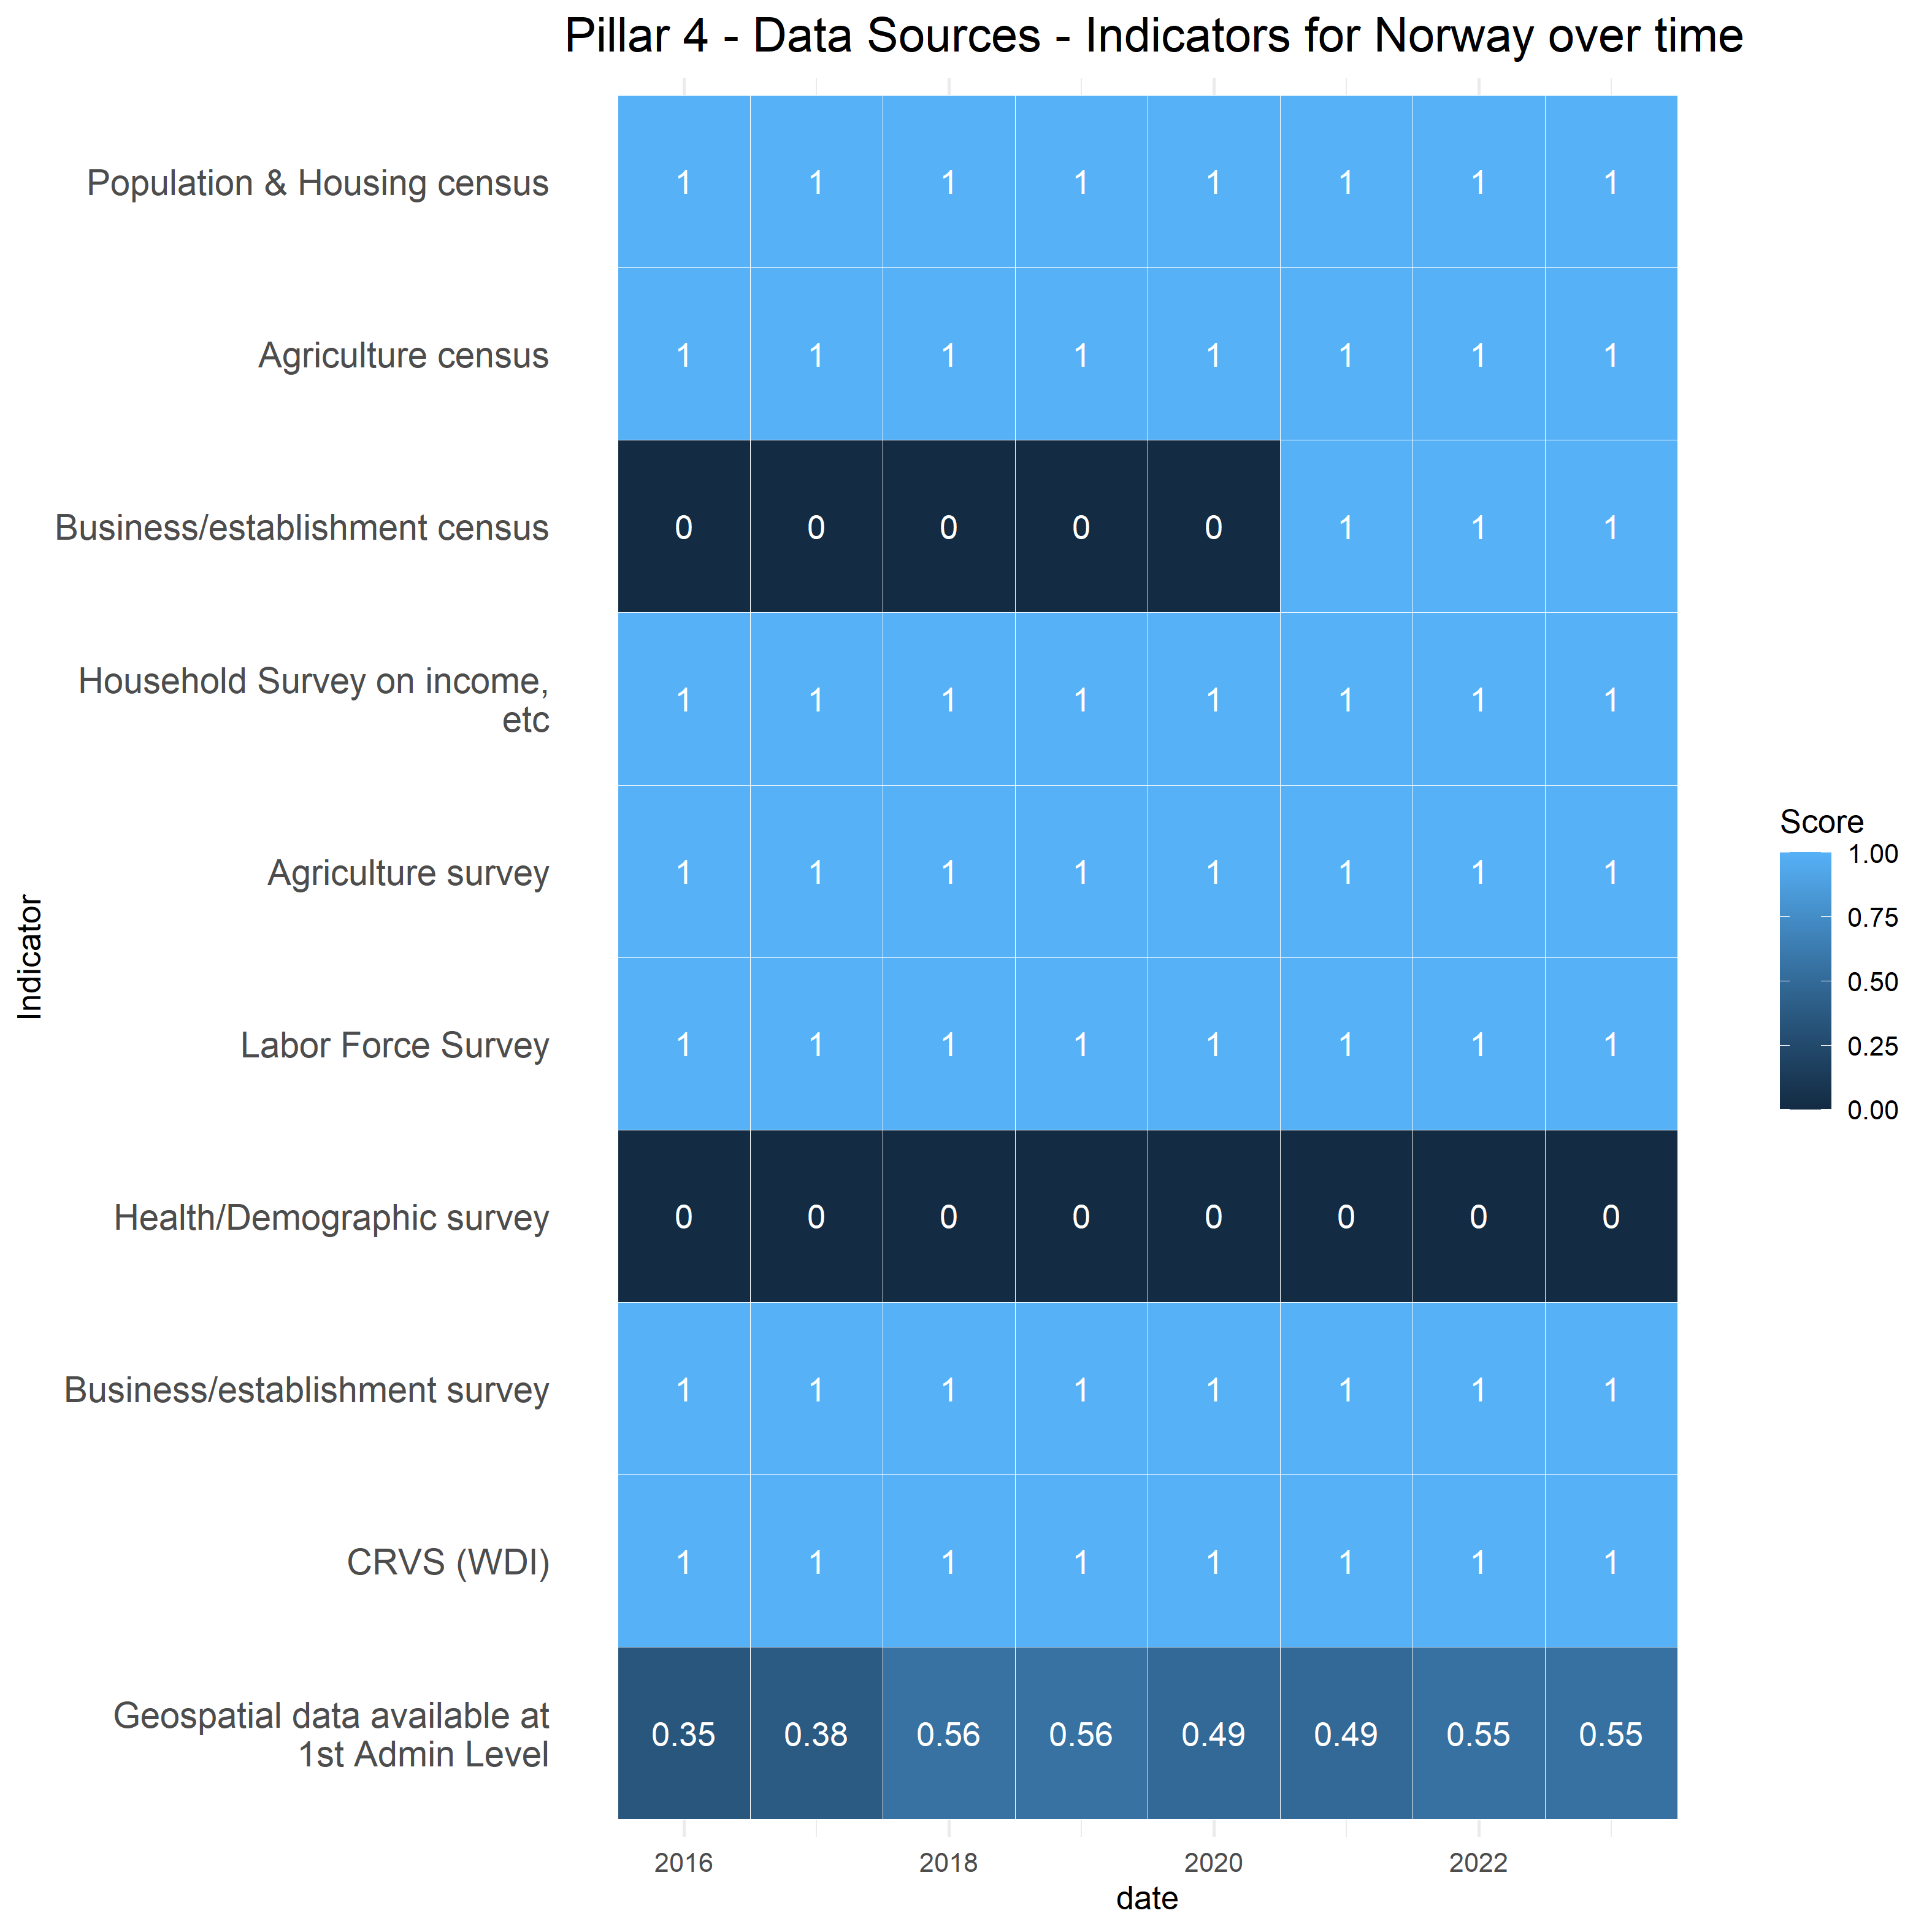 Pillar 4 - Data Sources - Indicators for Norway over time
Population & Housing census
1 1 1 1 1 1 1 1
Agriculture census
1 1 1 1 1 1 1 1
Business/establishment census
0 0 0 0 0 1 1 1
Household Survey on income,
etc
1 1 1 1 1 1 1 1
Agriculture survey
1 1 1 1 1 1 1 1
Labor Force Survey
1 1 1 1 1 1 1 1
Health/Demographic survey
0 0 0 0 0 0 0 0
Business/establishment survey
1 1 1 1 1 1 1 1
CRVS (WDI)
1 1 1 1 1 1 1 1
Geospatial data available at
1st Admin Level
0.35 0.38 0.56 0.56 0.49 0.49 0.55 0.55
2016 2018 2020 2022
date
Indicator
Score
1.00
0.75
0.50
0.25
0.00